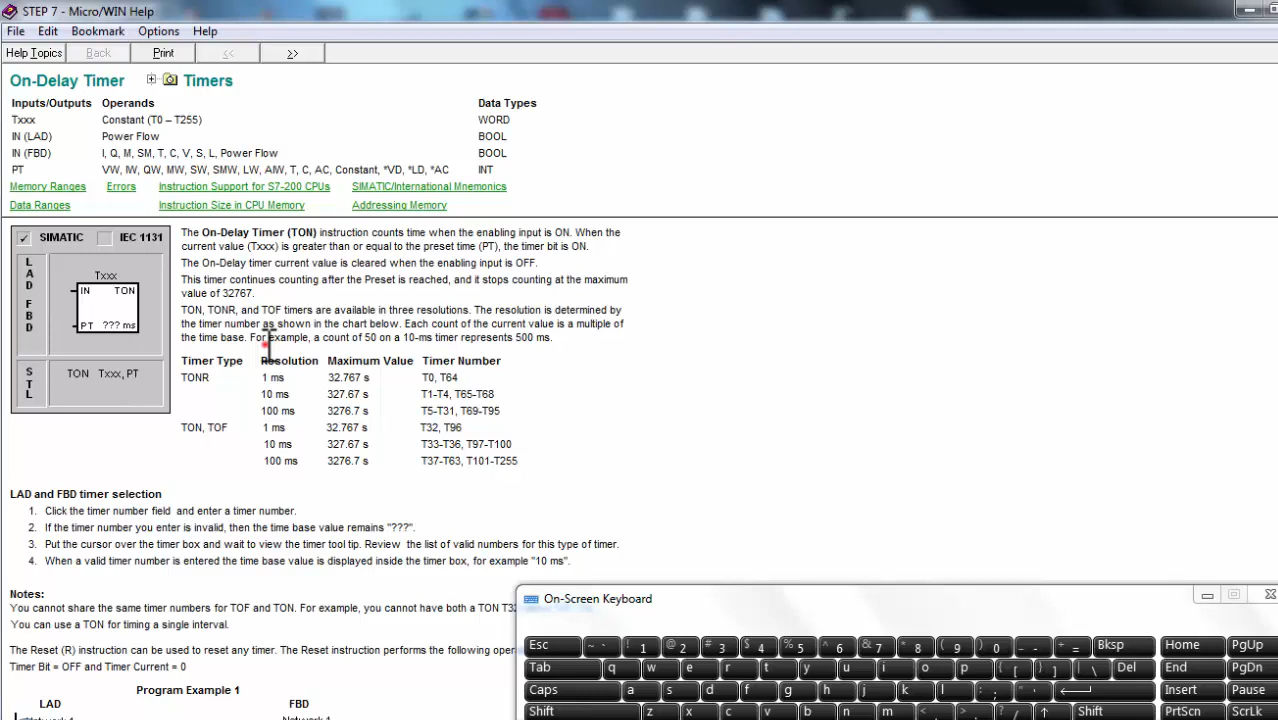 STEP 7 - Micro/WIN Help
File Edit Bookmark Options Help
Help Topics Back Print << >>
On-Delay Timer Timers
Inputs/Outputs Operands Data Types
Txxx Constant (T0 – T255) WORD
IN (LAD) Power Flow BOOL
IN (FBD) I, Q, M, SM, T, C, V, S, L, Power Flow BOOL
PT VW, IW, QW, MW, SW, SMW, LW, AIW, T, C, AC, Constant, *VD, *LD, *AC INT
Memory Ranges Errors Instruction Support for S7-200 CPUs SIMATIC/International Mnemonics
Data Ranges Instruction Size in CPU Memory Addressing Memory
SIMATIC IEC 1131
L
A
D
F
B
D
Txxx
IN TON
PT ??? ms
S
T
L
TON Txxx, PT
The On-Delay Timer (TON) instruction counts time when the enabling input is ON. When the
current value (Txxx) is greater than or equal to the preset time (PT), the timer bit is ON.
The On-Delay timer current value is cleared when the enabling input is OFF.
This timer continues counting after the Preset is reached, and it stops counting at the maximum
value of 32767.
TON, TONR, and TOF timers are available in three resolutions. The resolution is determined by
the timer number as shown in the chart below. Each count of the current value is a multiple of
the time base. For example, a count of 50 on a 10-ms timer represents 500 ms.
Timer Type Resolution Maximum Value Timer Number
TONR 1 ms 32.767 s T0, T64
10 ms 327.67 s T1-T4, T65-T68
100 ms 3276.7 s T5-T31, T69-T95
TON, TOF 1 ms 32.767 s T32, T96
10 ms 327.67 s T33-T36, T97-T100
100 ms 3276.7 s T37-T63, T101-T255
LAD and FBD timer selection
1. Click the timer number field and enter a timer number.
2. If the timer number you enter is invalid, then the time base value remains "???".
3. Put the cursor over the timer box and wait to view the timer tool tip. Review the list of valid numbers for this type of timer.
4. When a valid timer number is entered the time base value is displayed inside the timer box, for example "10 ms".
Notes:
You cannot share the same timer numbers for TOF and TON. For example, you cannot have both a TON T32
You can use a TON for timing a single interval.
The Reset (R) instruction can be used to reset any timer. The Reset instruction performs the following
Timer Bit = OFF and Timer Current = 0
Program Example 1
LAD FBD
On-Screen Keyboard
Esc ~ ` ! 1 @ 2 # 3 $ 4 % 5 ^ 6 & 7 * 8 ( 9 ) 0 _ - + = Bksp Home PgUp
Tab q w e r t y u i o p { [ } ] | \ Del End PgDn
Caps a s d f g h j k l : ; " ' Insert Pause
Shift z x c v b n m < , > . ? / Shift PrtScn ScrLk